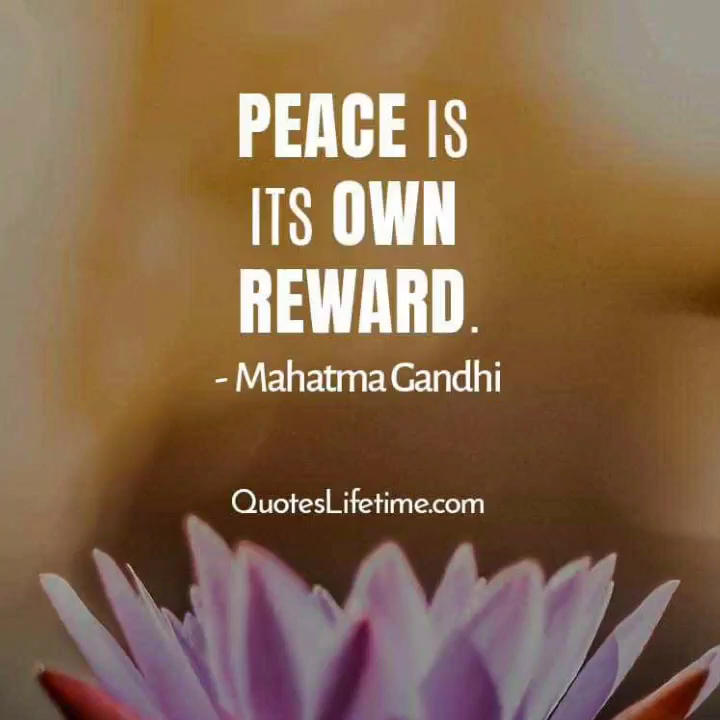 PEACE IS
ITS OWN
REWARD.
- Mahatma Gandhi
QuotesLifetime.com